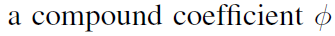 a compound coefficient ϕ